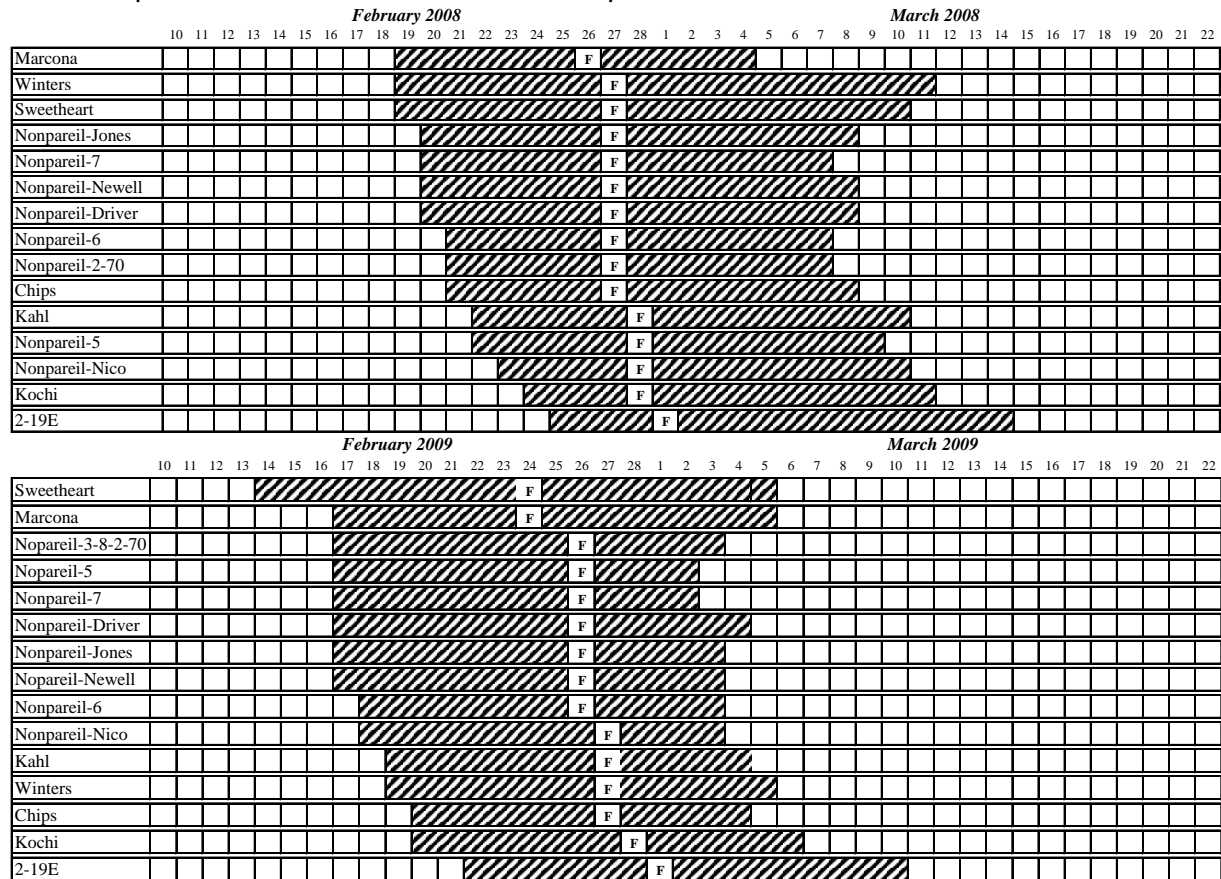 February 2008 March 2008
10 11 12 13 14 15 16 17 18 19 20 21 22 23 24 25 26 27 28 1 2 3 4 5 6 7 8 9 10 11 12 13 14 15 16 17 18 19 20 21 22
Marcona F
Winters F
Sweetheart F
Nonpareil-Jones F
Nonpareil-7 F
Nonpareil-Newell F
Nonpareil-Driver F
Nonpareil-6 F
Nonpareil-2-70 F
Chips F
Kahl F
Nonpareil-5 F
Nonpareil-Nico F
Kochi F
2-19E F
February 2009 March 2009
10 11 12 13 14 15 16 17 18 19 20 21 22 23 24 25 26 27 28 1 2 3 4 5 6 7 8 9 10 11 12 13 14 15 16 17 18 19 20 21 22
Sweetheart F
Marcona F
Nopareil-3-8-2-70 F
Nopareil-5 F
Nonpareil-7 F
Nonpareil-Driver F
Nonpareil-Jones F
Nopareil-Newell F
Nonpareil-6 F
Nonpareil-Nico F
Kahl F
Winters F
Chips F
Kochi F
2-19E F